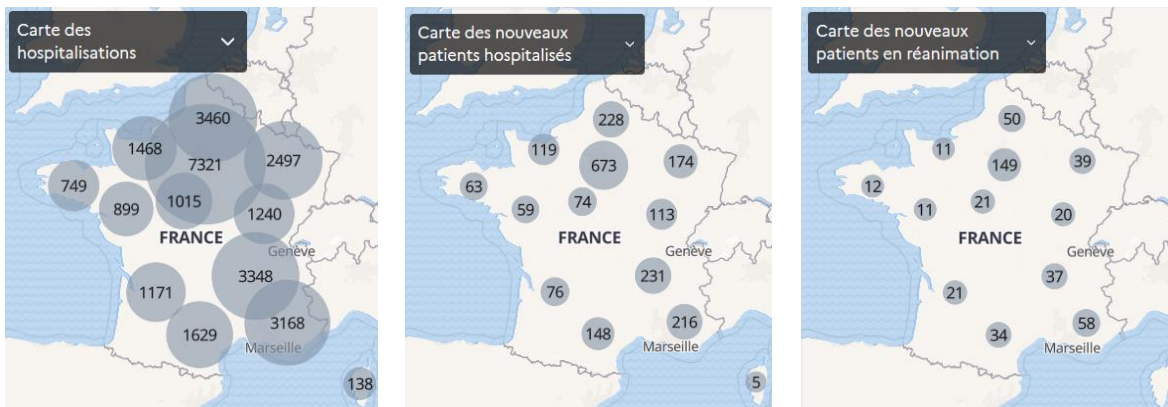 Carte des
hospitalisations
3460
1468
7321
2497
749
899
1015
1240
FRANCE
Genève
3348
1171
3168
1629
Marseille
138
Carte des nouveaux
patients hospitalisés
228
119
673
174
63
59
74
113
FRANCE
Genève
231
76
216
148
Marseille
5
Carte des nouveaux
patients en réanimation
50
11
149
39
12
11
21
20
FRANCE
Genève
37
21
58
34
Marseille